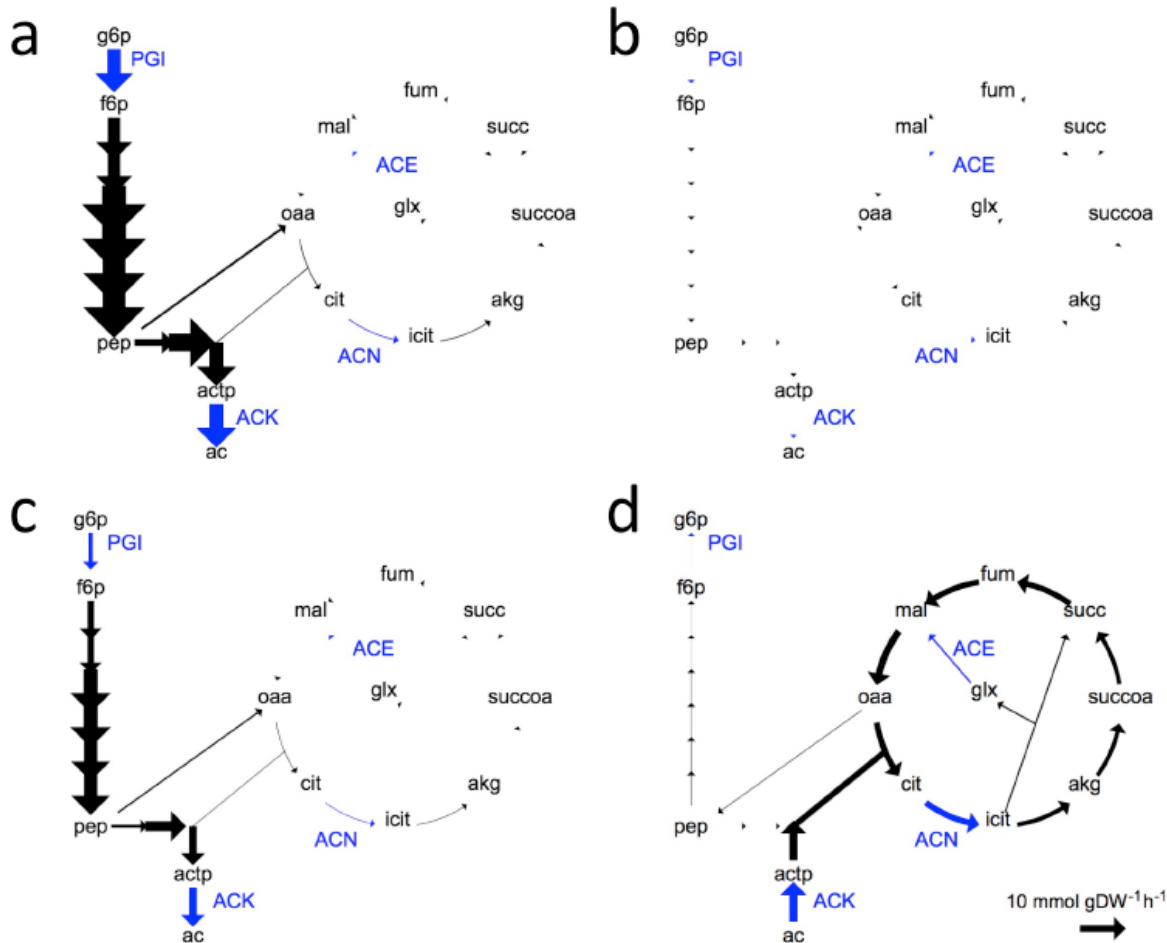 a
g6p
PGI
f6p
fum
mal
succ
ACE
oaa
glx
succoa
cit
akg
pep
icit
ACN
actp
ACK
ac
b
g6p
PGI
f6p
fum
mal
succ
ACE
oaa
glx
succoa
cit
akg
pep
icit
ACN
actp
ACK
ac
c
g6p
PGI
f6p
fum
mal
succ
ACE
oaa
glx
succoa
cit
akg
pep
icit
ACN
actp
ACK
ac
d
g6p
PGI
f6p
fum
mal
succ
ACE
oaa
glx
succoa
cit
akg
pep
icit
ACN
actp
ACK
ac
10 mmol gDW⁻¹h⁻¹